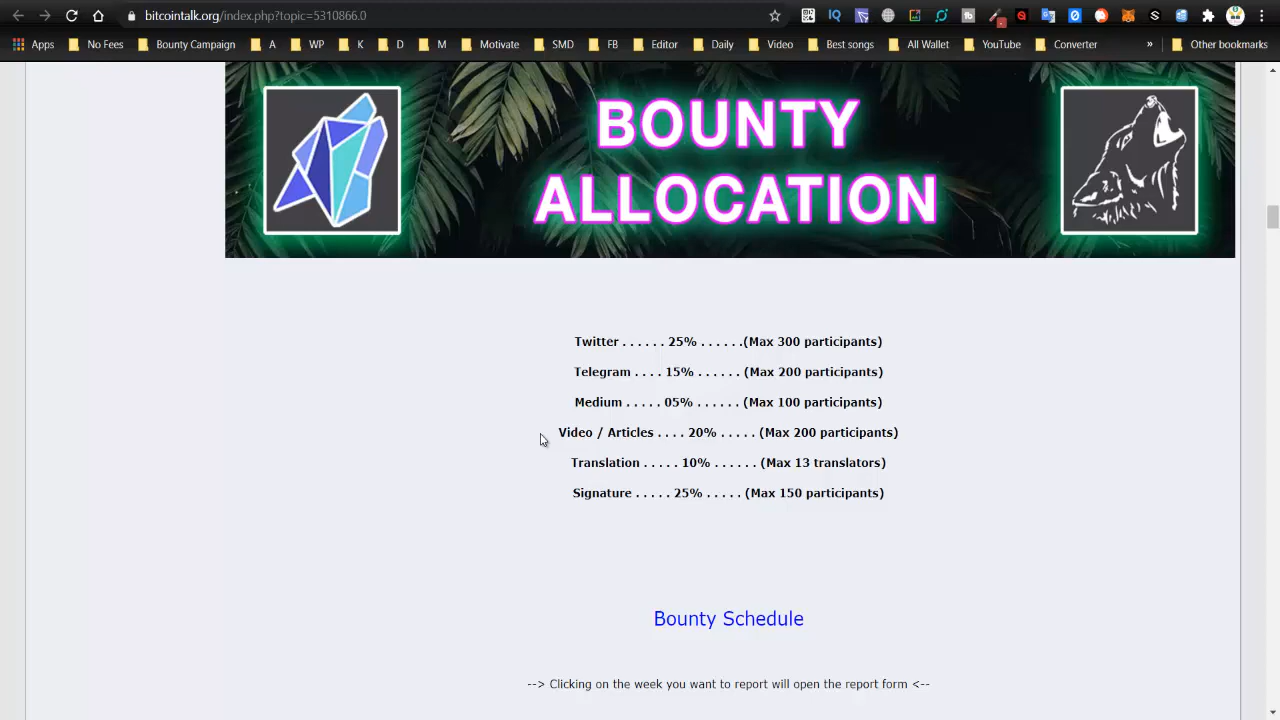 bitcointalk.org/index.php?topic=5310866.0
Apps No Fees Bounty Campaign A WP K D M Motivate SMD FB Editor Daily Video Best songs All Wallet YouTube Converter » Other bookmarks
BOUNTY
ALLOCATION
Twitter . . . . . . 25% . . . . . .(Max 300 participants)
Telegram . . . . 15% . . . . . . (Max 200 participants)
Medium . . . . . 05% . . . . . . (Max 100 participants)
Video / Articles . . . . 20% . . . . . (Max 200 participants)
Translation . . . . . 10% . . . . . . (Max 13 translators)
Signature . . . . . 25% . . . . . (Max 150 participants)
Bounty Schedule
--> Clicking on the week you want to report will open the report form <--